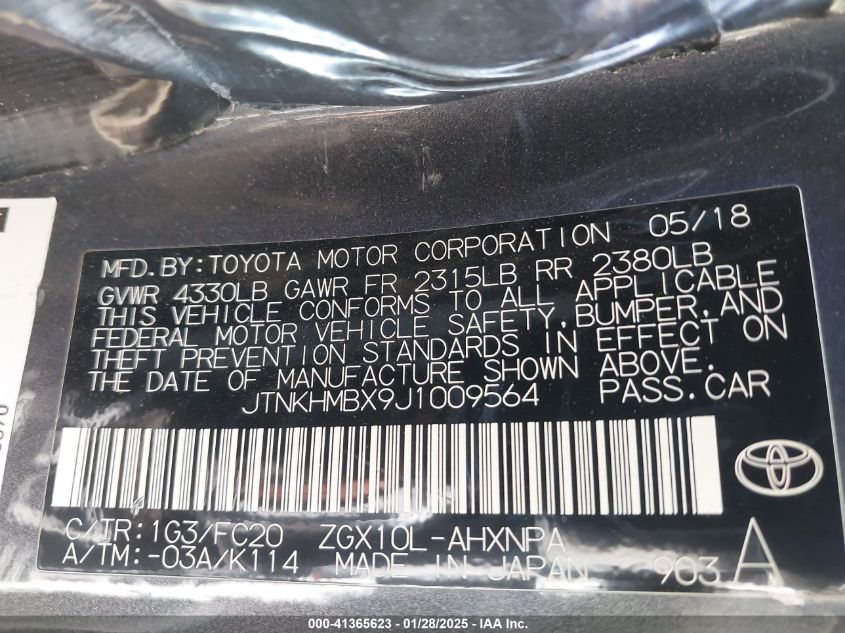 MFD.BY:TOYOTA MOTOR CORPORATION 05/18
GVWR 4330LB GAWR FR 2315LB RR 2380LB
THIS VEHICLE CONFORMS TO ALL APPLICABLE
FEDERAL MOTOR VEHICLE SAFETY,BUMPER,AND
THEFT PREVENTION STANDARDS IN EFFECT ON
THE DATE OF MANUFACTURE SHOWN ABOVE.
JTNKHMBX9J1009564 PASS.CAR
C/TR:1G3/FC20 ZGX10L-AHXNPA
A/TM:-03A/K114 MADE IN JAPAN 903 A
000-41365623 - 01/28/2025 - IAA Inc.